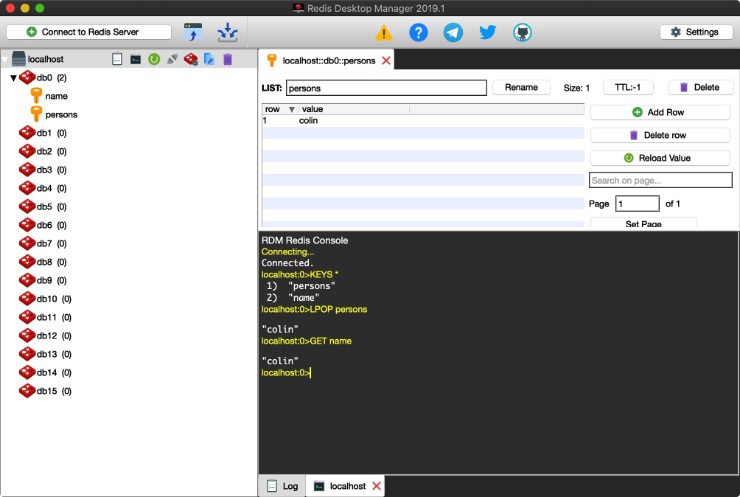 Redis Desktop Manager 2019.1
Connect to Redis Server
Settings
localhost
db0 (2)
name
persons
db1 (0)
db2 (0)
db3 (0)
db4 (0)
db5 (0)
db6 (0)
db7 (0)
db8 (0)
db9 (0)
db10 (0)
db11 (0)
db12 (0)
db13 (0)
db14 (0)
db15 (0)
localhost::db0::persons
LIST: persons Rename Size: 1 TTL:-1 Delete
row value
1 colin
Add Row
Delete row
Reload Value
Search on page...
Page 1 of 1
Set Page
RDM Redis Console
Connecting...
Connected.
localhost:0>KEYS *
1) "persons"
2) "name"
localhost:0>LPOP persons
"colin"
localhost:0>GET name
"colin"
localhost:0>
Log localhost